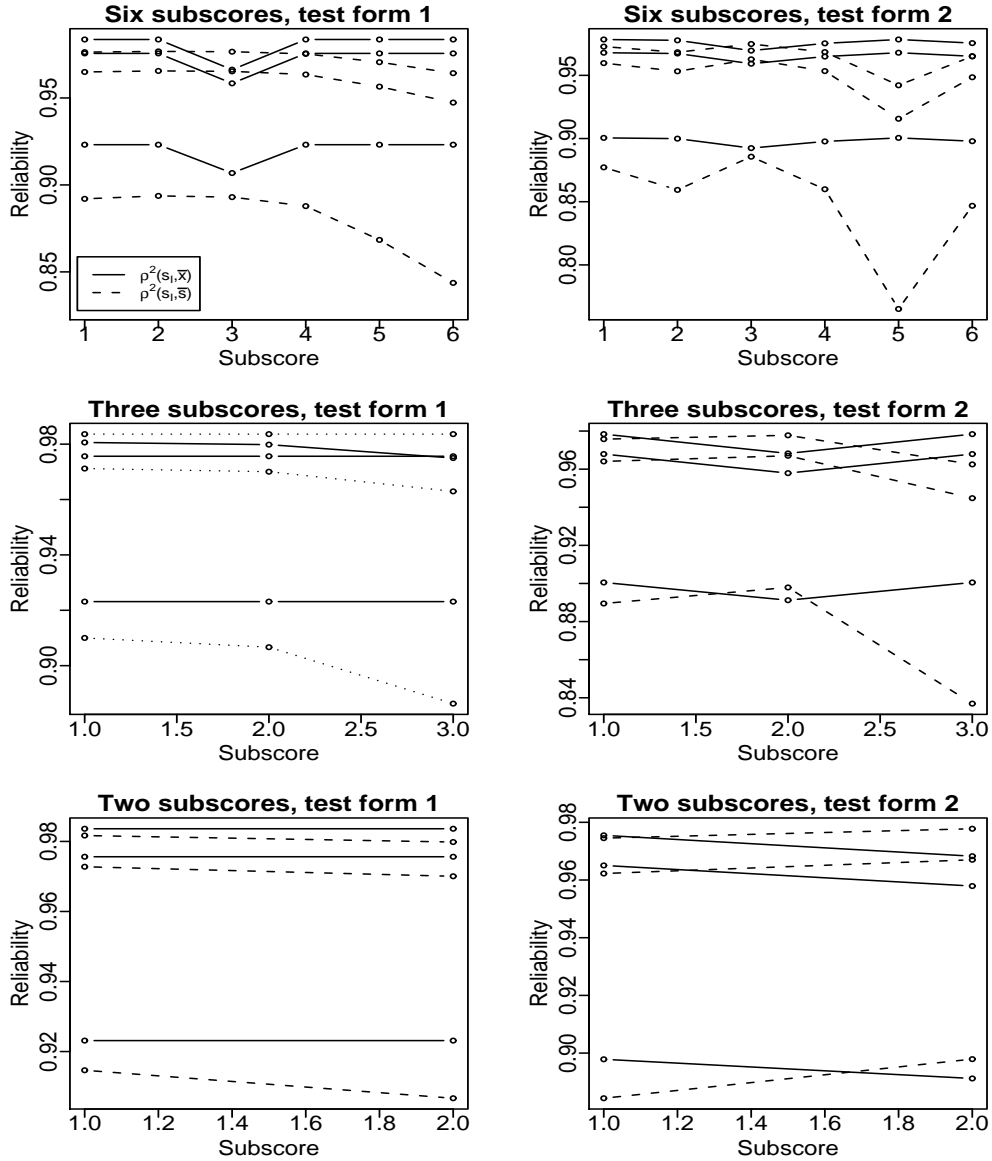 Six subscores, test form 1
Reliability
0.85 0.90 0.95
ρ²(s_I, x̅)
ρ²(s_I, s̅)
1 2 3 4 5 6
Subscore
Six subscores, test form 2
Reliability
0.80 0.85 0.90 0.95
1 2 3 4 5 6
Subscore
Three subscores, test form 1
Reliability
0.90 0.94 0.98
1.0 1.5 2.0 2.5 3.0
Subscore
Three subscores, test form 2
Reliability
0.84 0.88 0.92 0.96
1.0 1.5 2.0 2.5 3.0
Subscore
Two subscores, test form 1
Reliability
0.92 0.94 0.96 0.98
1.0 1.2 1.4 1.6 1.8 2.0
Subscore
Two subscores, test form 2
Reliability
0.90 0.92 0.94 0.96 0.98
1.0 1.2 1.4 1.6 1.8 2.0
Subscore